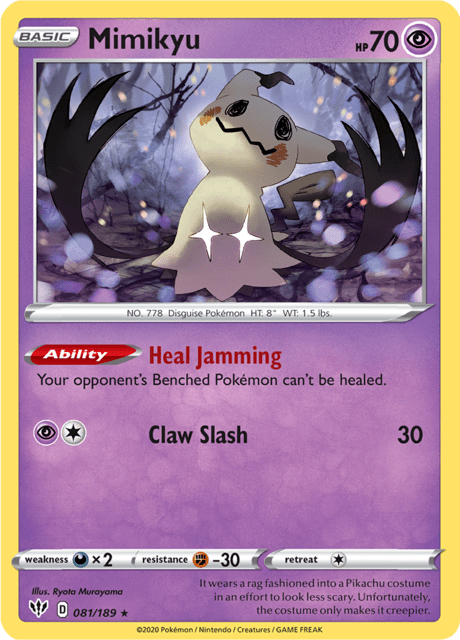 BASIC Mimikyu HP 70
NO. 778 Disguise Pokémon HT: 8" WT: 1.5 lbs.
Ability Heal Jamming
Your opponent's Benched Pokémon can't be healed.
Claw Slash 30
weakness ×2 resistance -30 retreat
Illus. Ryota Murayama
D 081/189 ★
It wears a rag fashioned into a Pikachu costume
in an effort to look less scary. Unfortunately,
the costume only makes it creepier.
©2020 Pokémon / Nintendo / Creatures / GAME FREAK